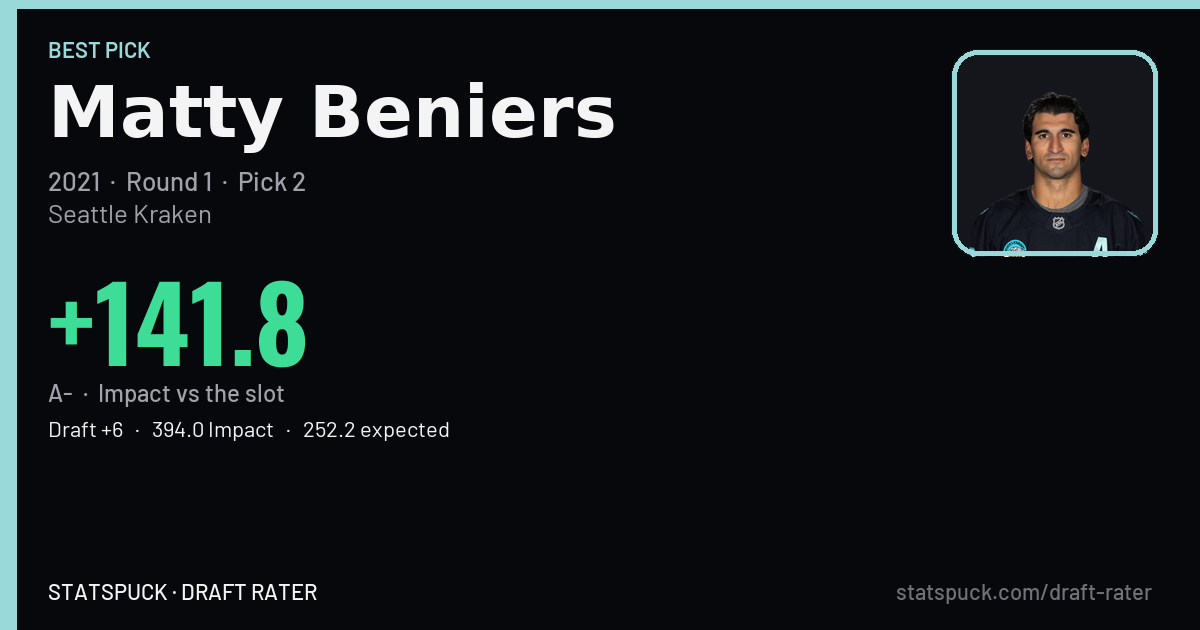 BEST PICK
Matty Beniers
2021 · Round 1 · Pick 2
Seattle Kraken
+141.8
A- · Impact vs the slot
Draft +6 · 394.0 Impact · 252.2 expected
A
STATSPUCK · DRAFT RATER
statspuck.com/draft-rater